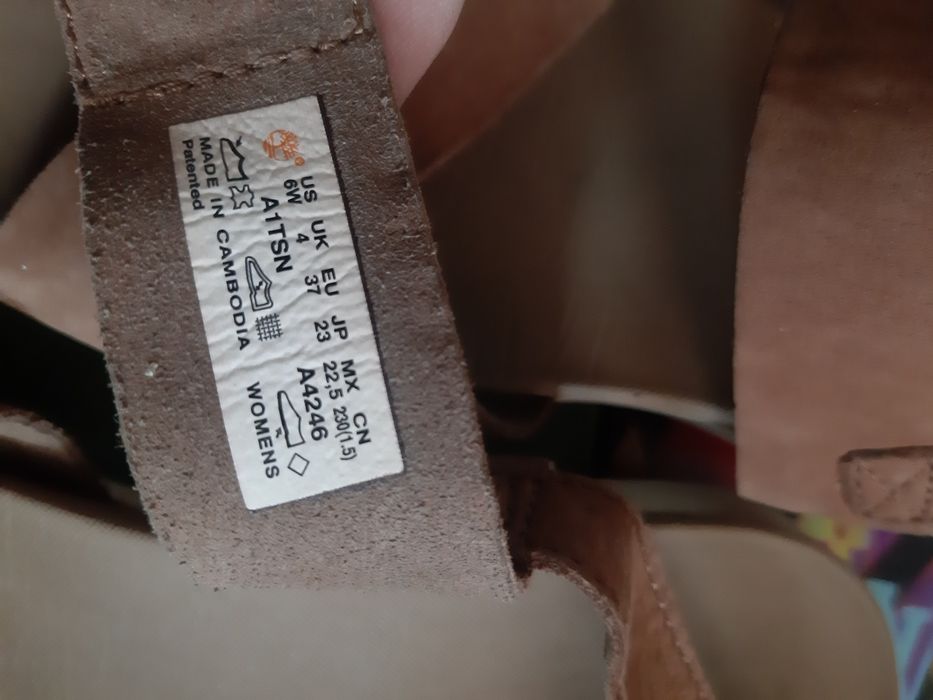 US UK EU JP MX CN
6W 4 37 23 22,5 230(1.5)
A1TSN A4246
MADE IN CAMBODIA WOMENS
Patented